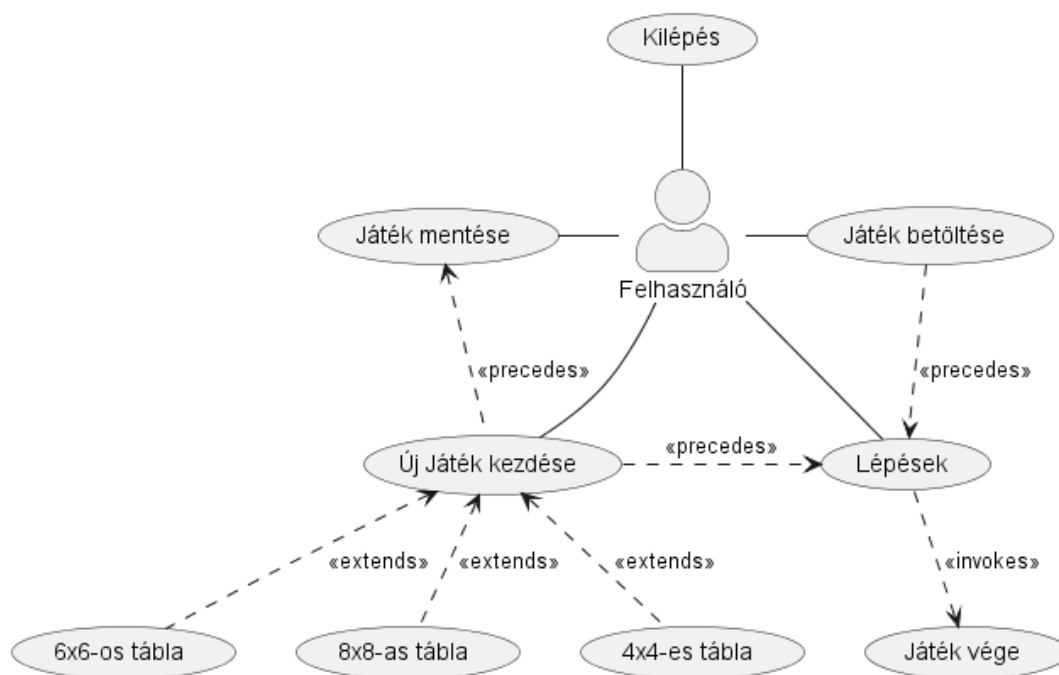 Kilépés
Játék mentése
Játék betöltése
Felhasználó
«precedes»
«precedes»
Új Játék kezdése
«precedes»
Lépések
«extends»
«extends»
«extends»
«invokes»
6x6-os tábla
8x8-as tábla
4x4-es tábla
Játék vége